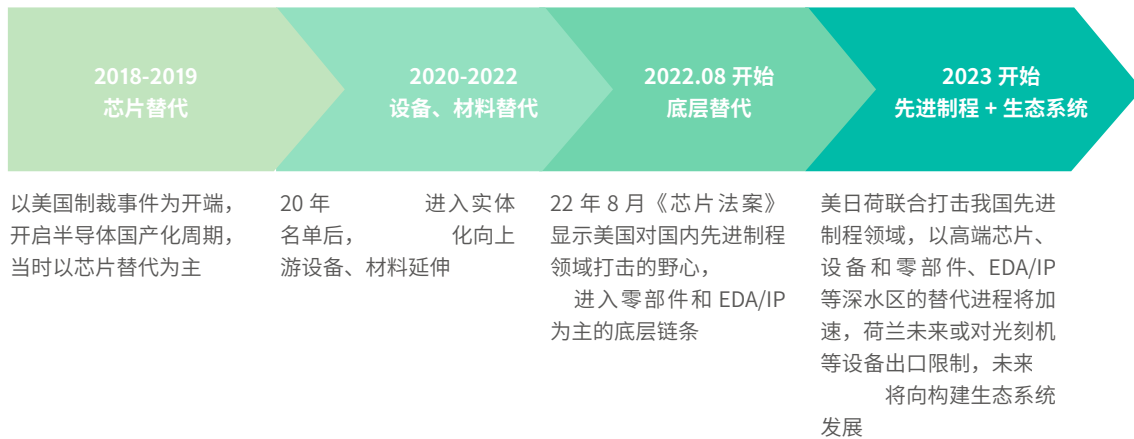 2018-2019
芯片替代
以美国制裁事件为开端，
开启半导体国产化周期，
当时以芯片替代为主
2020-2022
设备、材料替代
20 年 进入实体
名单后， 化向上
游设备、材料延伸
2022.08 开始
底层替代
22 年 8 月《芯片法案》
显示美国对国内先进制程
领域打击的野心，
进入零部件和 EDA/IP
为主的底层链条
2023 开始
先进制程 + 生态系统
美日荷联合打击我国先进
制程领域，以高端芯片、
设备和零部件、EDA/IP
等深水区的替代进程将加
速，荷兰未来或对光刻机
等设备出口限制，未来
将向构建生态系统
发展